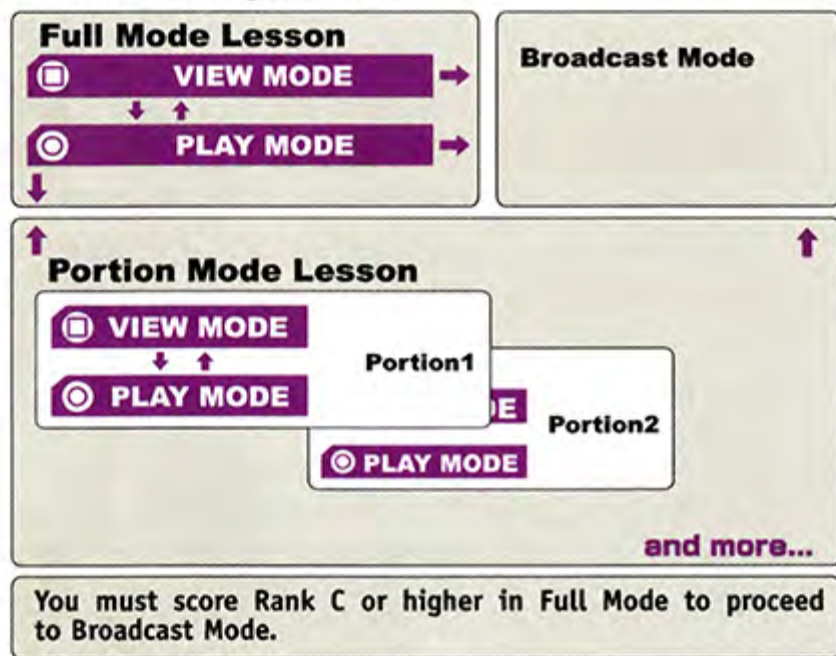 Full Mode Lesson
VIEW MODE
PLAY MODE
Broadcast Mode
Portion Mode Lesson
VIEW MODE
PLAY MODE
Portion1
E
PLAY MODE
Portion2
and more...
You must score Rank C or higher in Full Mode to proceed
to Broadcast Mode.